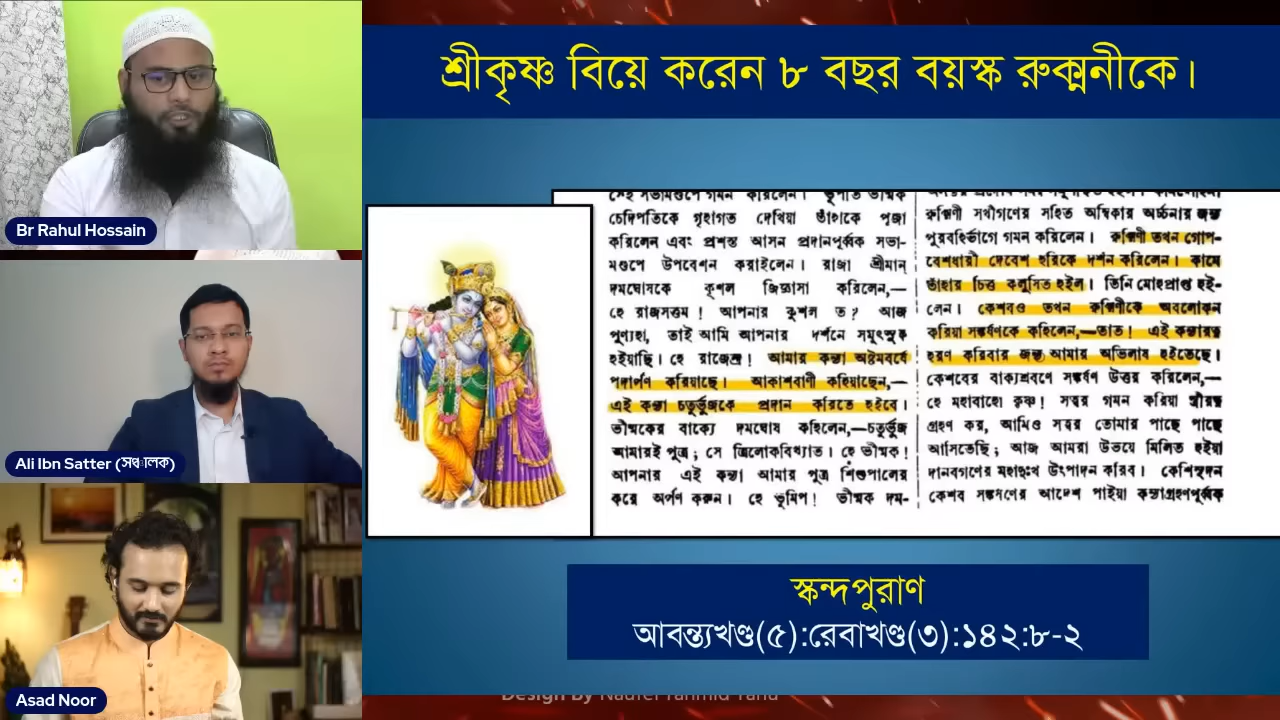 শ্রীকৃষ্ণ বিয়ে করেন ৮ বছর বয়স্ক রুক্মনীকে।
Br Rahul Hossain
চেদিপতিকে গৃহাগত দেখিয়া তাঁহাকে পূজা
করিলেন এবং প্রশস্ত আসন প্রদানপূর্ব্বক সভা-
মণ্ডপে উপবেশন করাইলেন। রাজা শ্রীমান্
দমঘোষকে কুশল জিজ্ঞাসা করিলেন,—
হে রাজসত্তম! আপনার কুশল ত? আজ
পুণ্যাহ, তাই আমি আপনার দর্শনে সমুৎসুক
হইয়াছি। হে রাজেন্দ্র! আমার কন্যা অষ্টমবর্ষে
পদার্পণ করিয়াছে। আকাশবাণী কহিয়াছেন,—
এই কন্যা চতুর্ভুজকে প্রদান করিতে হইবে।
ভীষ্মকের বাক্যে দমঘোষ কহিলেন,—চতুর্ভুজ
আমারই পুত্র; সে ত্রিলোকবিখ্যাত। হে ভীষ্মক!
আপনার এই কন্যা আমার পুত্র শিশুপালের
করে অর্পণ করুন। হে ভূমিপ! ভীষ্মক দম-
রুক্মিণী সখীগণের সহিত অম্বিকার অর্চ্চনার জন্য
পুরবহির্ভাগে গমন করিলেন। রুক্মিণী তখন গোপ-
বেশধারী দেবেশ হরিকে দর্শন করিলেন। কামে
তাঁহার চিত্ত কলুষিত হইল। তিনি মোহপ্রাপ্ত হই-
লেন। কেশবও তখন রুক্মিণীকে অবলোকন
করিয়া সঙ্কর্ষণকে কহিলেন,—তাত! এই কন্যারত্ন
হরণ করিবার জন্য আমার অভিলাষ হইতেছে।
কেশবের বাক্যশ্রবণে সঙ্কর্ষণ উত্তর করিলেন,—
হে মহাবাহো কৃষ্ণ! সত্বর গমন করিয়া স্ত্রীরত্ন
গ্রহণ কর, আমিও সত্বর তোমার পাছে পাছে
আসিতেছি; আজ আমরা উভয়ে মিলিত হইয়া
দানবগণের মহাদুঃখ উৎপাদন করিব। কেশিসূদন
কেশব সঙ্কর্ষণের আদেশ পাইয়া কন্যাগ্রহণপূর্ব্বক
Ali Ibn Satter (সঞ্চালক)
স্কন্দপুরাণ
আবন্ত্যখণ্ড(৫):রেবাখণ্ড(৩):১৪২:৮-২
Asad Noor